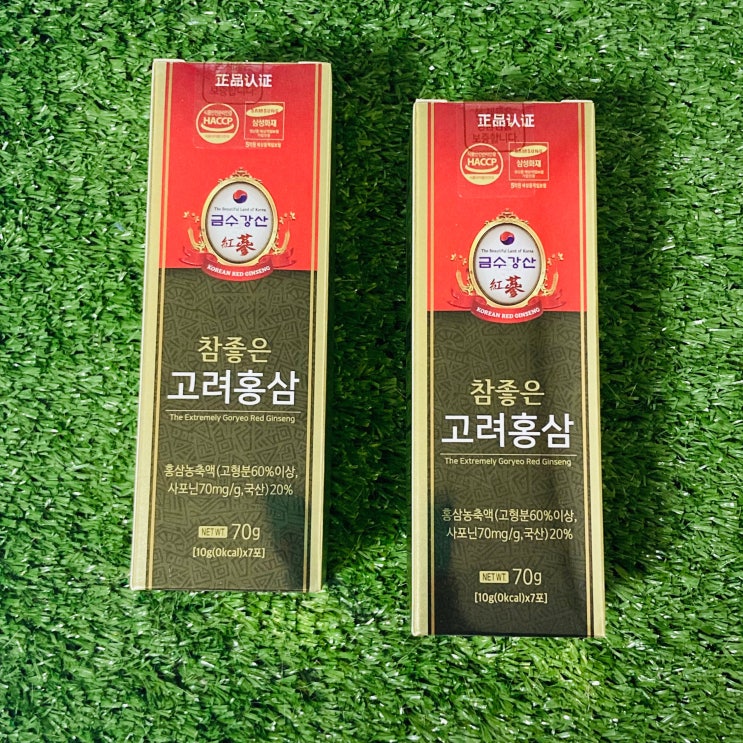 正品认证
HACCP
삼성화재
The Beautiful Land of Korea
금수강산
紅蔘
KOREAN RED GINSENG
참좋은
고려홍삼
The Extremely Goryeo Red Ginseng
홍삼농축액(고형분60%이상,
사포닌70mg/g,국산)20%
NET WT. 70g
[10g(0kcal)x7포]
正品认证
보증합니다.
SAMSUNG
HACCP
삼성화재
The Beautiful Land of Korea
금수강산
紅蔘
KOREAN RED GINSENG
참좋은
고려홍삼
The Extremely Goryeo Red Ginseng
홍삼농축액(고형분60%이상,
사포닌70mg/g,국산)20%
NET WT. 70g
[10g(0kcal)x7포]